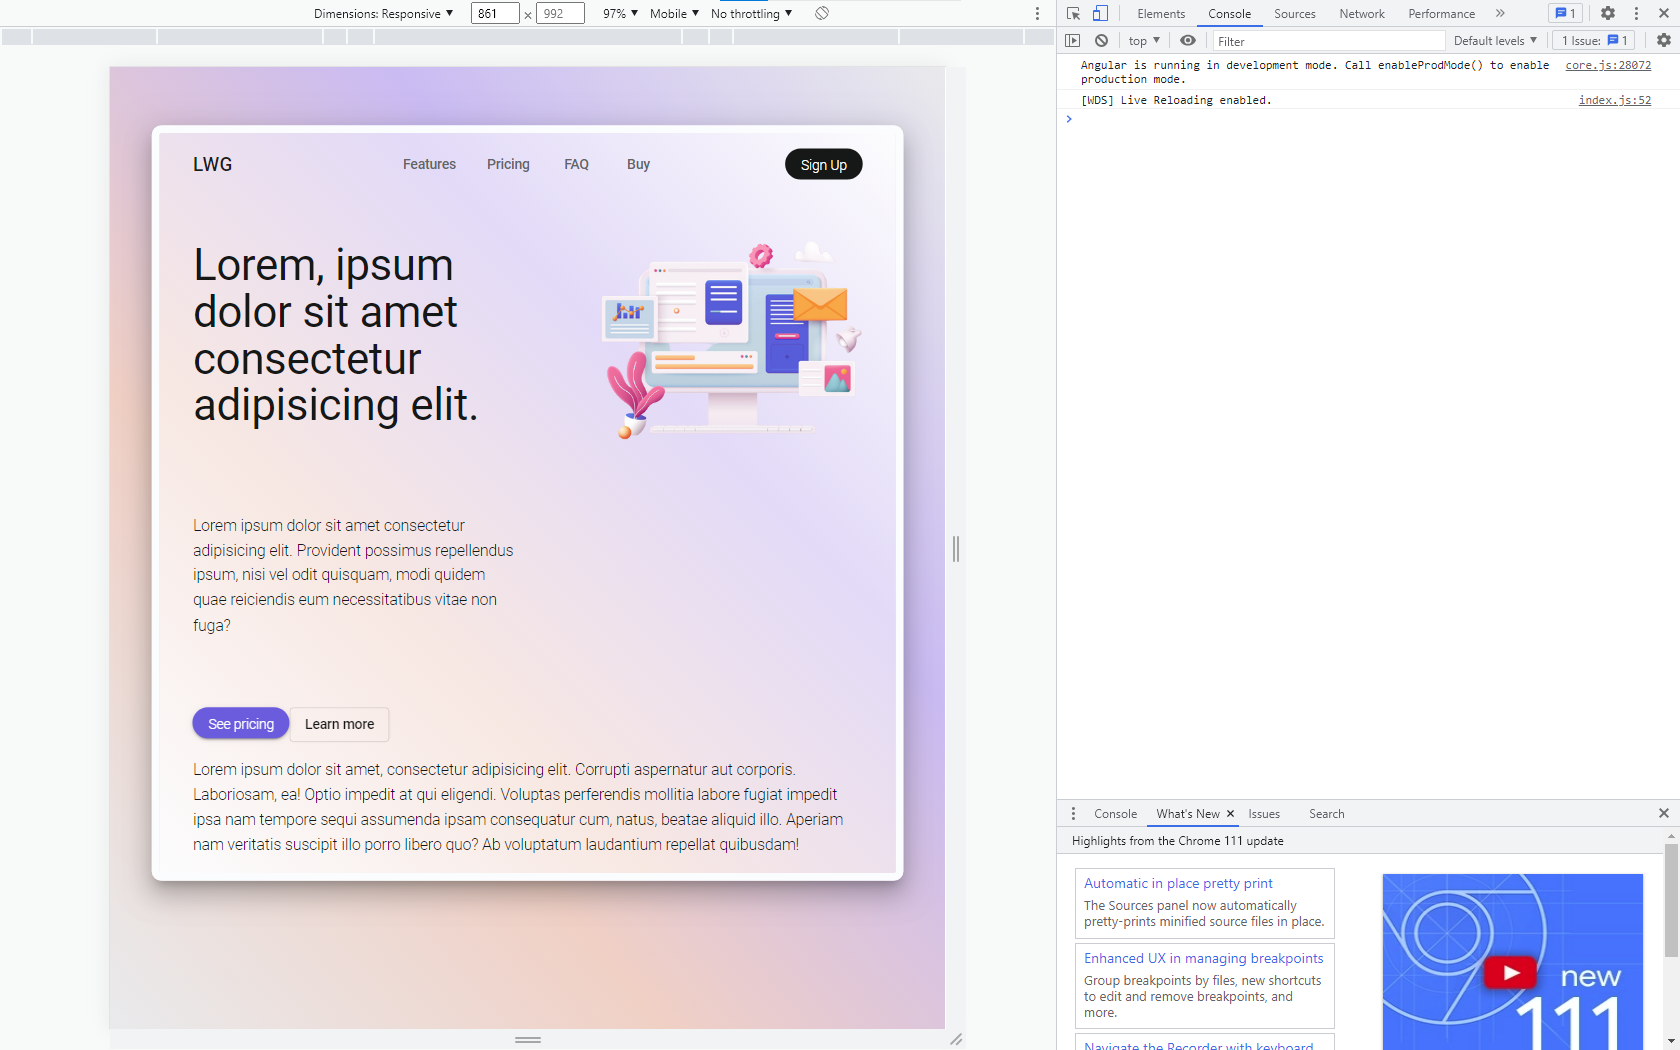 Dimensions: Responsive ▼ 861 × 992 97% ▼ Mobile ▼ No throttling ▼
Elements Console Sources Network Performance » 1
top ▼ Filter Default levels ▼ 1 Issue: 1
Angular is running in development mode. Call enableProdMode() to enable production mode. core.js:28072
[WDS] Live Reloading enabled. index.js:52
LWG Features Pricing FAQ Buy Sign Up
Lorem, ipsum
dolor sit amet
consectetur
adipisicing elit.
Lorem ipsum dolor sit amet consectetur
adipisicing elit. Provident possimus repellendus
ipsum, nisi vel odit quisquam, modi quidem
quae reiciendis eum necessitatibus vitae non
fuga?
See pricing Learn more
Lorem ipsum dolor sit amet, consectetur adipisicing elit. Corrupti aspernatur aut corporis.
Laboriosam, ea! Optio impedit at qui eligendi. Voluptas perferendis mollitia labore fugiat impedit
ipsa nam tempore sequi assumenda ipsam consequatur cum, natus, beatae aliquid illo. Aperiam
nam veritatis suscipit illo porro libero quo? Ab voluptatum laudantium repellat quibusdam!
Console What's New × Issues Search
Highlights from the Chrome 111 update
Automatic in place pretty print
The Sources panel now automatically
pretty-prints minified source files in place.
Enhanced UX in managing breakpoints
Group breakpoints by files, new shortcuts
to edit and remove breakpoints, and
more.
Navigate the Recorder with keyboard
new
111